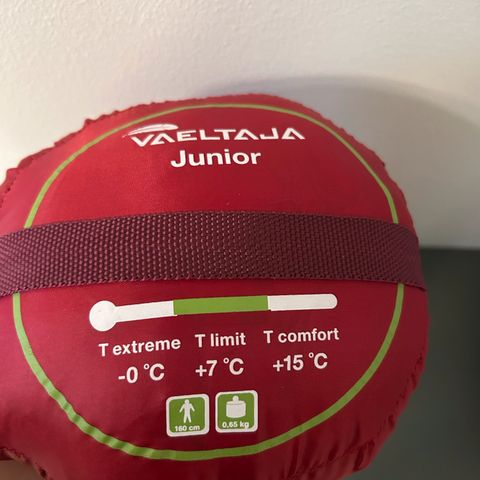 VAELTAJA
Junior
T extreme T limit T comfort
-0 °C +7 °C +15 °C
160 cm 0,65 kg